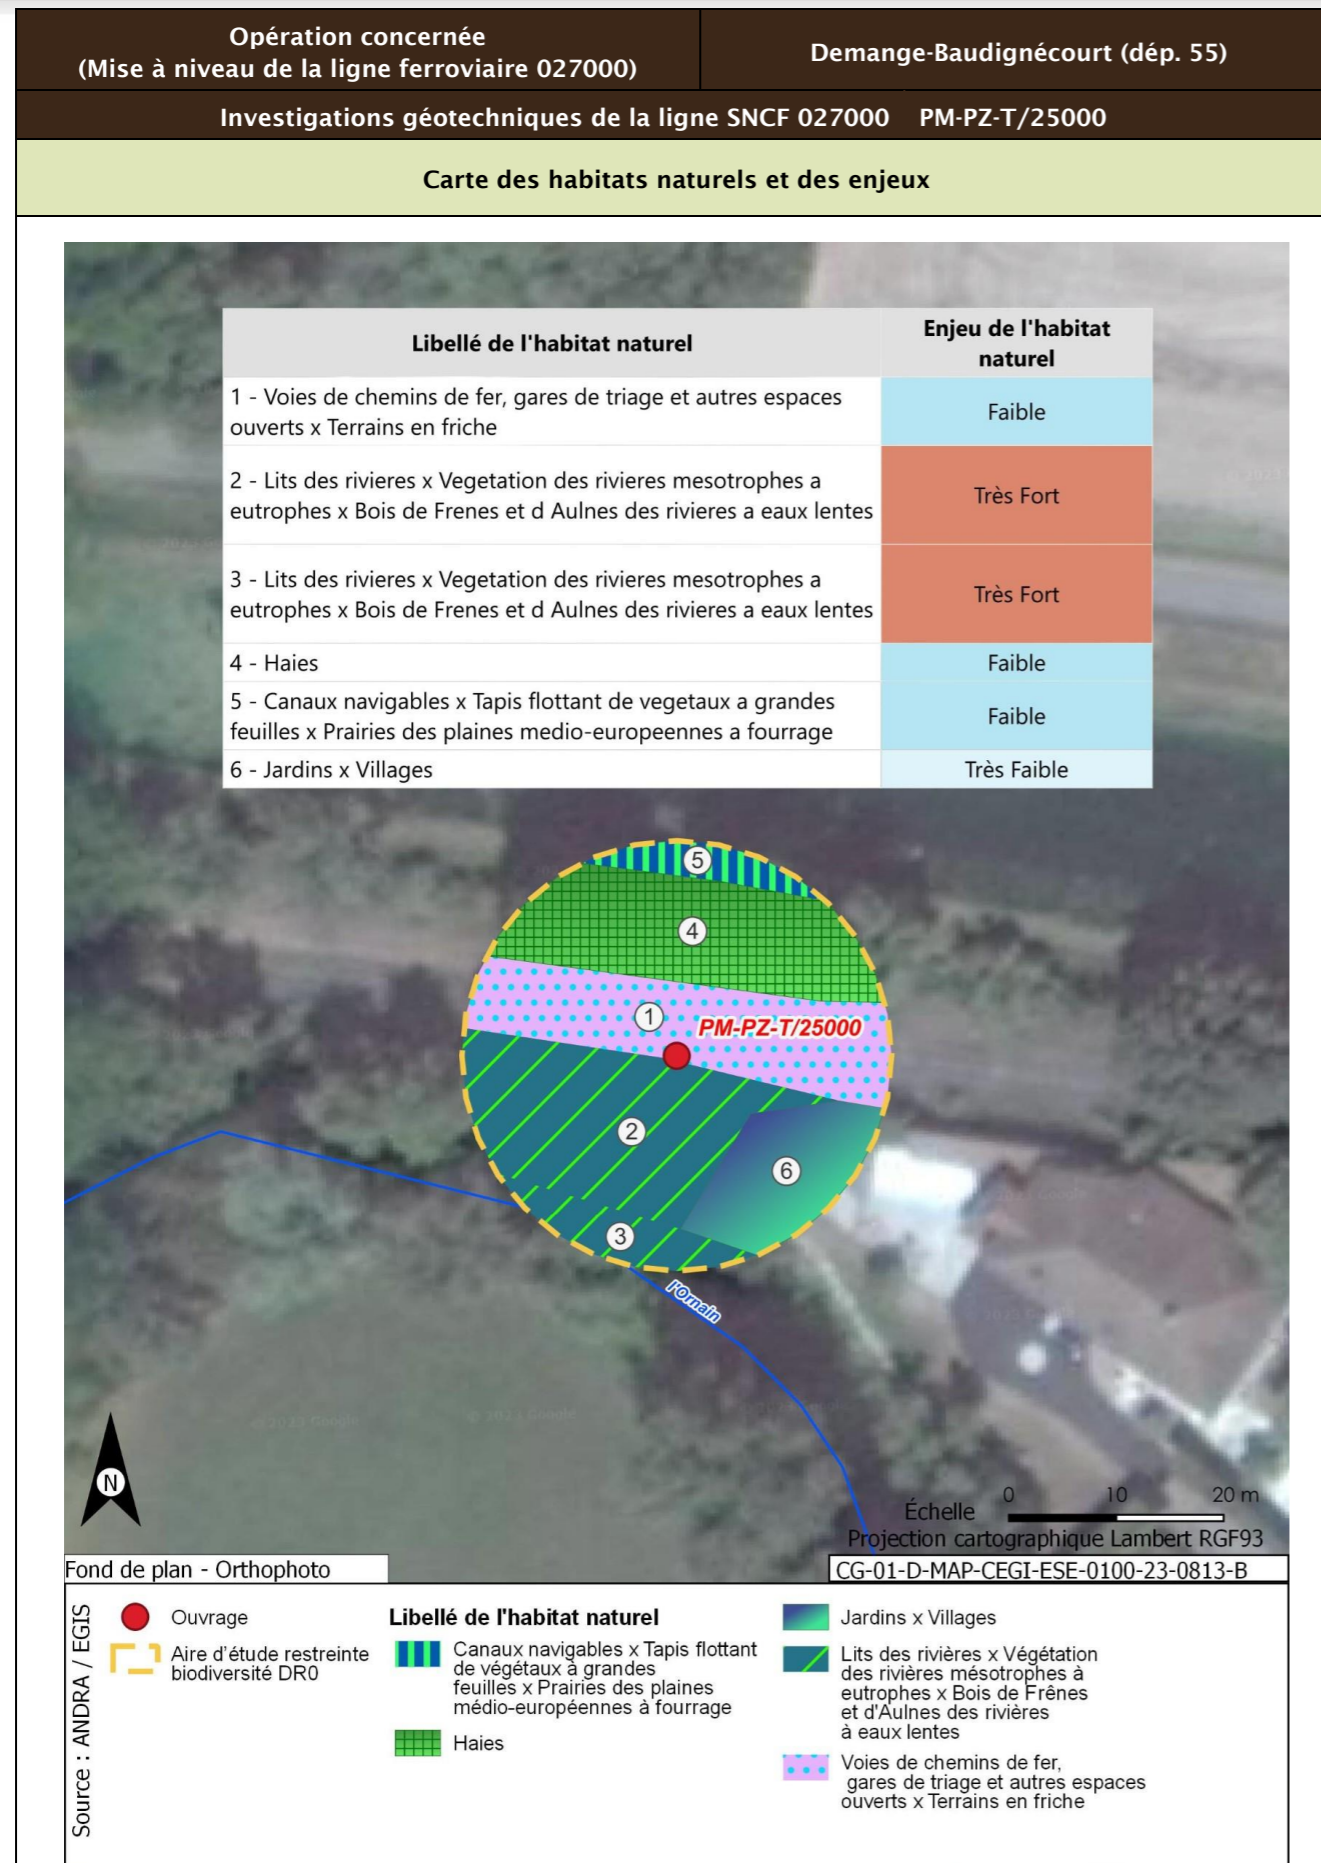 Opération concernée
(Mise à niveau de la ligne ferroviaire 027000)
Demange-Baudignécourt (dép. 55)
Investigations géotechniques de la ligne SNCF 027000 PM-PZ-T/25000
Carte des habitats naturels et des enjeux
Libellé de l'habitat naturel
Enjeu de l'habitat
naturel
1 - Voies de chemins de fer, gares de triage et autres espaces
ouverts x Terrains en friche
Faible
2 - Lits des rivieres x Vegetation des rivieres mesotrophes a
eutrophes x Bois de Frenes et d Aulnes des rivieres a eaux lentes
Très Fort
3 - Lits des rivieres x Vegetation des rivieres mesotrophes a
eutrophes x Bois de Frenes et d Aulnes des rivieres a eaux lentes
Très Fort
4 - Haies
Faible
5 - Canaux navigables x Tapis flottant de vegetaux a grandes
feuilles x Prairies des plaines medio-europeennes a fourrage
Faible
6 - Jardins x Villages
Très Faible
5
4
1
PM-PZ-T/25000
2
6
3
l'Ornain
© 2023 Google
N
0 10 20 m
Échelle
Projection cartographique Lambert RGF93
Fond de plan - Orthophoto
CG-01-D-MAP-CEGI-ESE-0100-23-0813-B
Source : ANDRA / EGIS
Ouvrage
Aire d'étude restreinte
biodiversité DR0
Libellé de l'habitat naturel
Canaux navigables x Tapis flottant
de végétaux à grandes
feuilles x Prairies des plaines
médio-européennes à fourrage
Haies
Jardins x Villages
Lits des rivières x Végétation
des rivières mésotrophes à
eutrophes x Bois de Frênes
et d'Aulnes des rivières
à eaux lentes
Voies de chemins de fer,
gares de triage et autres espaces
ouverts x Terrains en friche